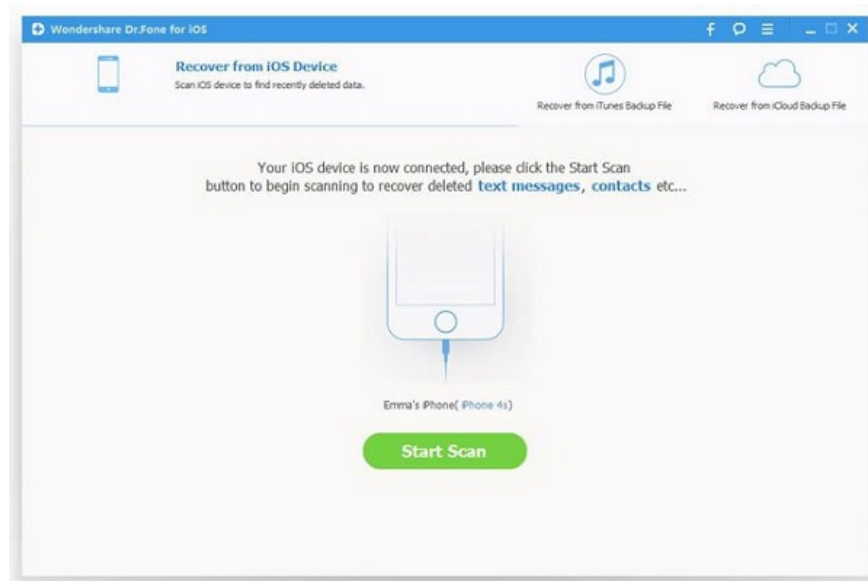 Wondershare Dr.Fone for iOS
Recover from iOS Device
Scan iOS device to find recently deleted data.
Recover from iTunes Backup File
Recover from iCloud Backup File
Your iOS device is now connected, please click the Start Scan
button to begin scanning to recover deleted text messages, contacts etc...
Emma's iPhone( iPhone 4s)
Start Scan